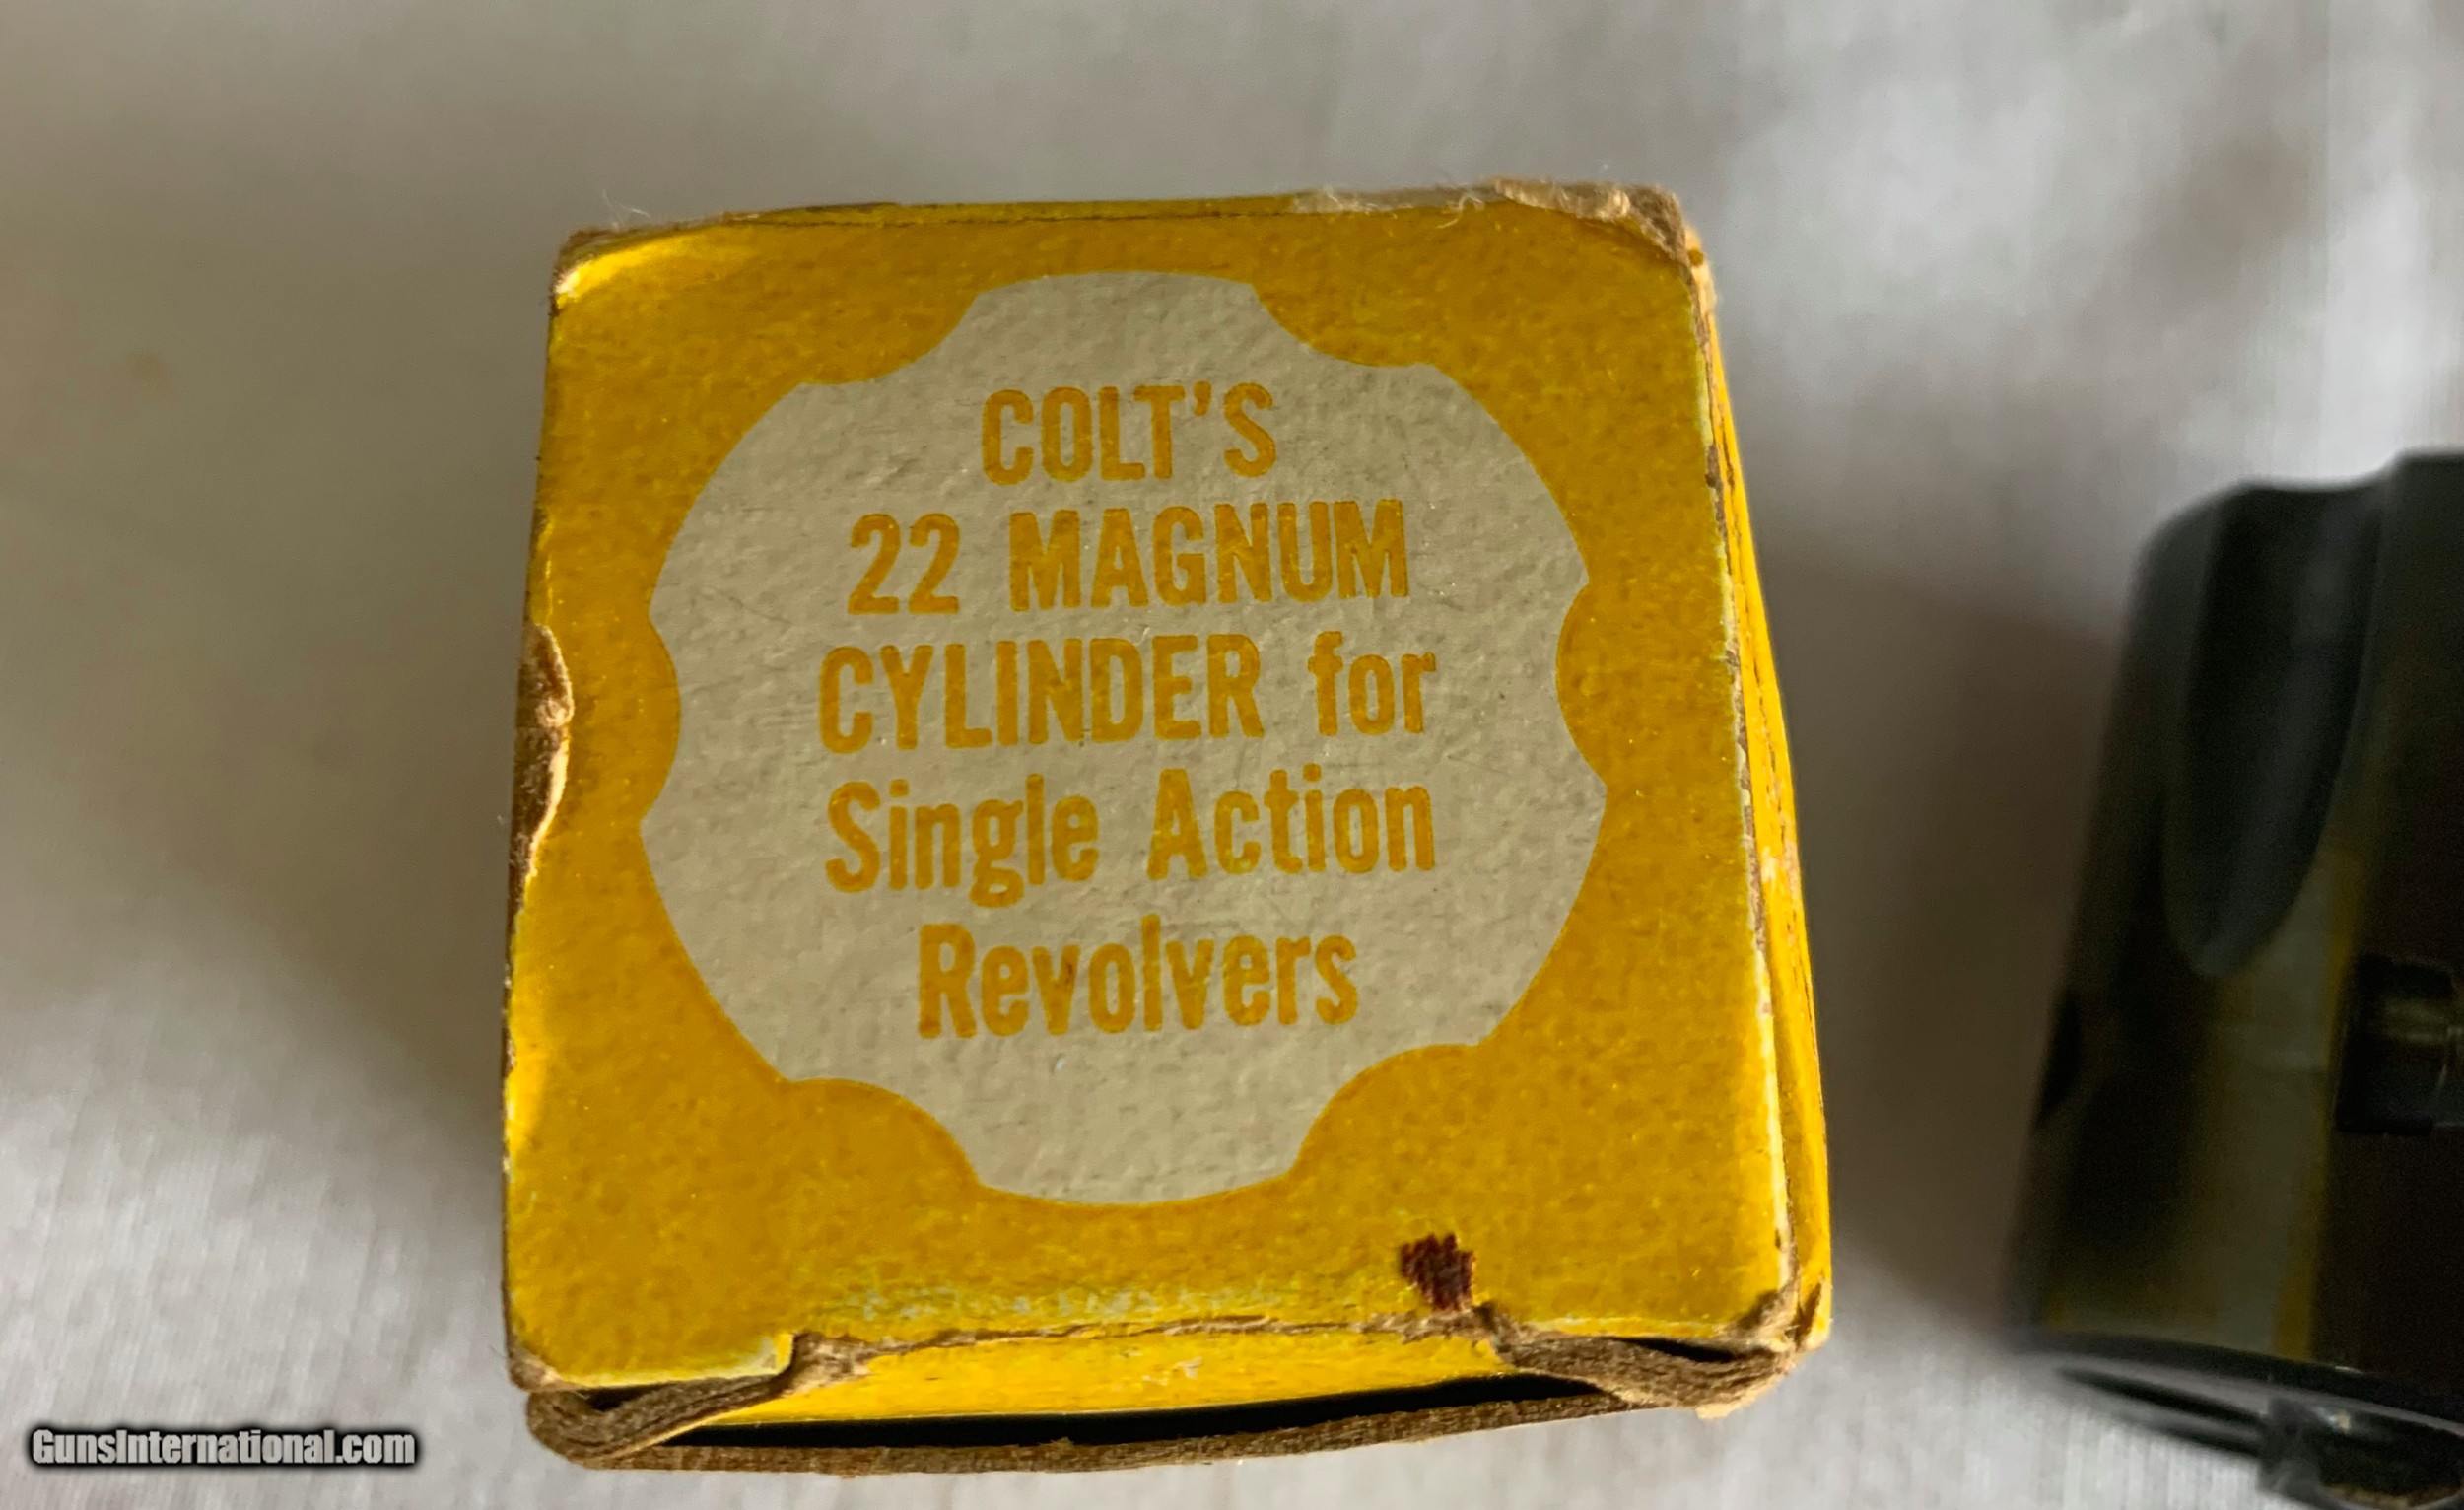 COLT'S
22 MAGNUM
CYLINDER for
Single Action
Revolvers
GunsInternational.com